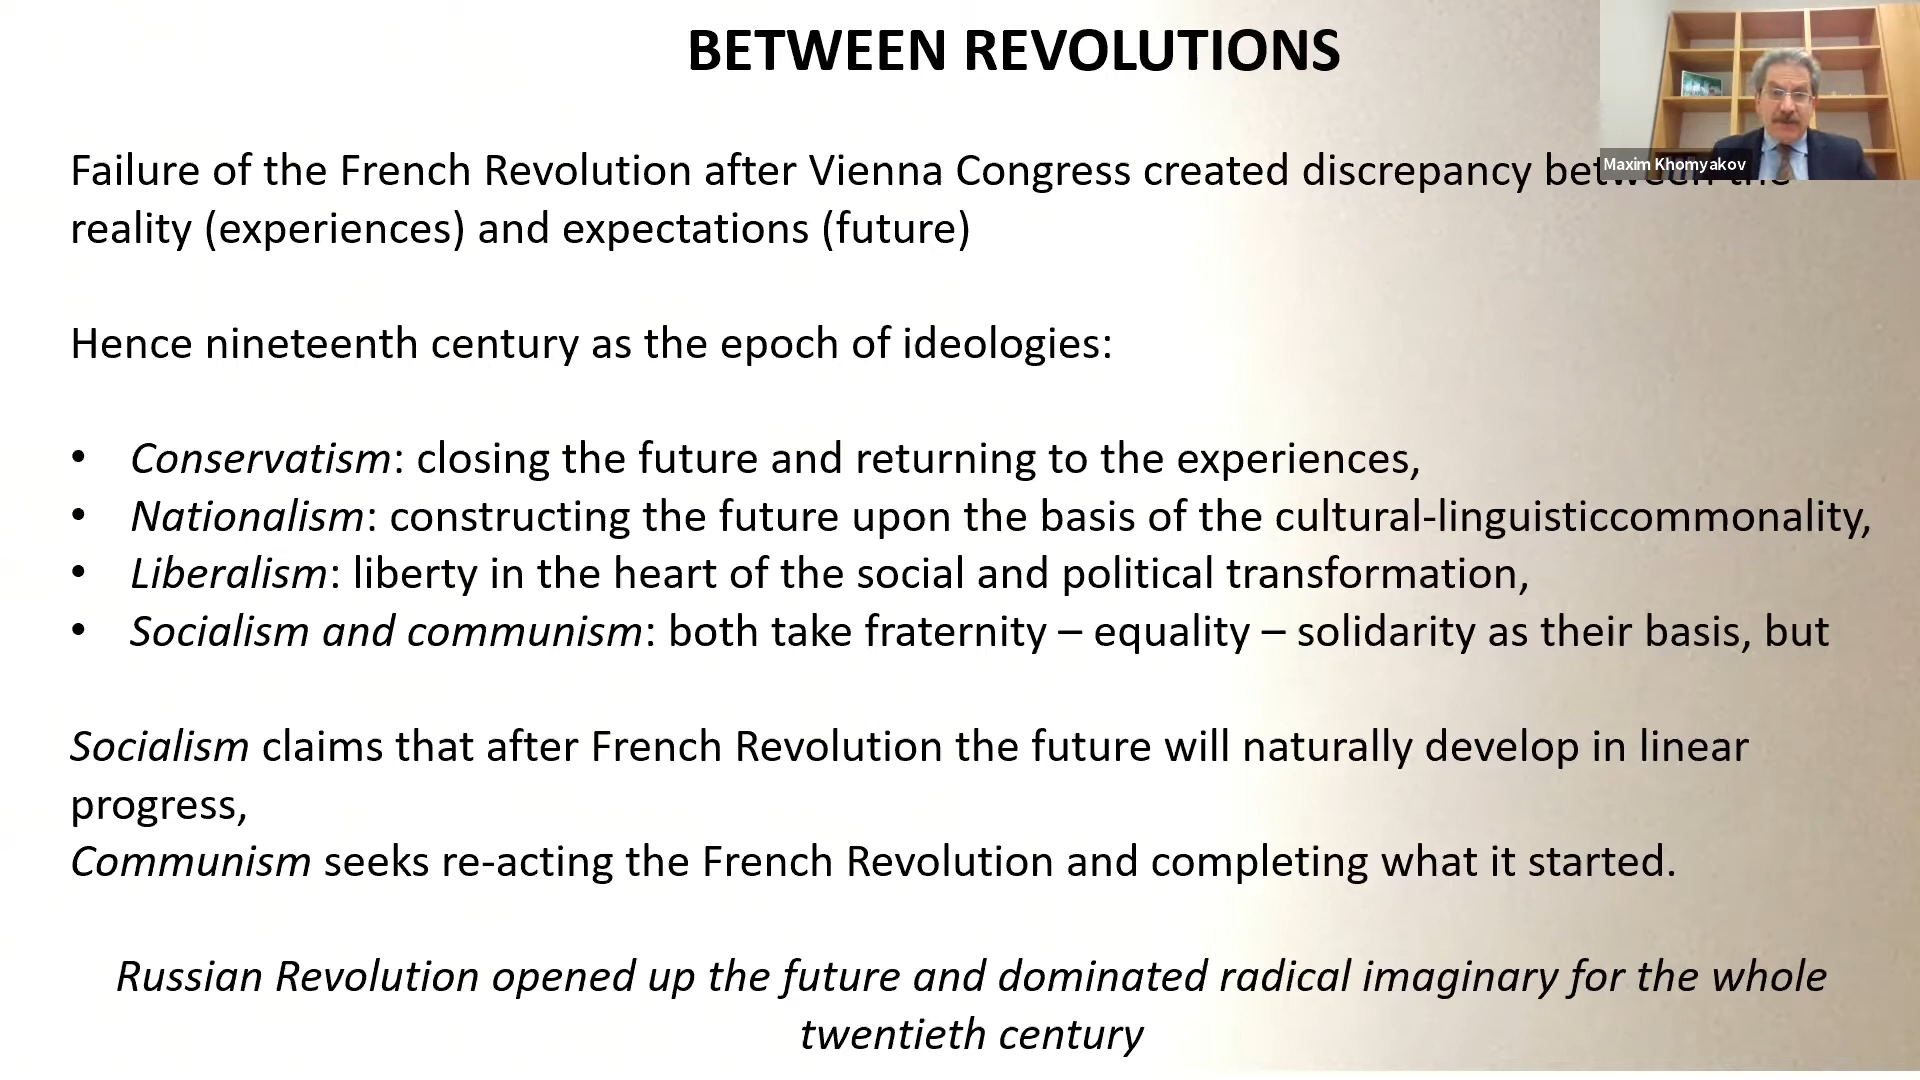 BETWEEN REVOLUTIONS
Maxim Khomyakov
Failure of the French Revolution after Vienna Congress created discrepancy between the
reality (experiences) and expectations (future)
Hence nineteenth century as the epoch of ideologies:
• Conservatism: closing the future and returning to the experiences,
• Nationalism: constructing the future upon the basis of the cultural-linguisticcommonality,
• Liberalism: liberty in the heart of the social and political transformation,
• Socialism and communism: both take fraternity – equality – solidarity as their basis, but
Socialism claims that after French Revolution the future will naturally develop in linear
progress,
Communism seeks re-acting the French Revolution and completing what it started.
Russian Revolution opened up the future and dominated radical imaginary for the whole
twentieth century